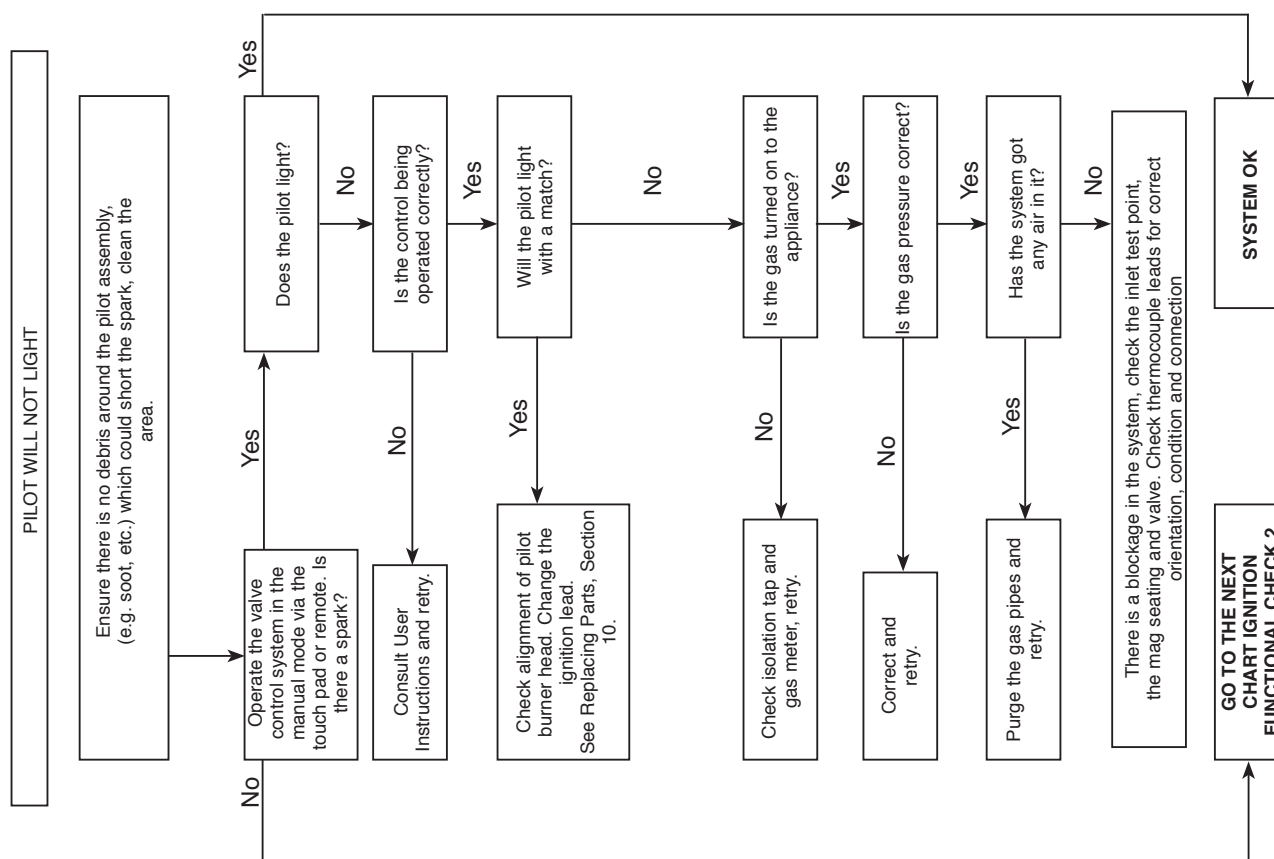 PILOT WILL NOT LIGHT
Ensure there is no debris around the pilot assembly,
(e.g. soot, etc.) which could short the spark, clean the
area.
Operate the valve
control system in the
manual mode via the
touch pad or remote. Is
there a spark?
Yes
No
Does the pilot light?
Yes
No
Is the control being
operated correctly?
No
Yes
Consult User
Instructions and retry.
Will the pilot light
with a match?
Yes
No
Check alignment of pilot
burner head. Change the
ignition lead.
See Replacing Parts, Section
10.
Is the gas turned on to the
appliance?
No
Yes
Check isolation tap and
gas meter, retry.
Is the gas pressure correct?
No
Yes
Correct and
retry.
Has the system got
any air in it?
Yes
No
Purge the gas pipes and
retry.
There is a blockage in the system, check the inlet test point,
the mag seating and valve. Check thermocouple leads for correct
orientation, condition and connection
GO TO THE NEXT
CHART IGNITION
FUNCTIONAL CHECK 2
SYSTEM OK